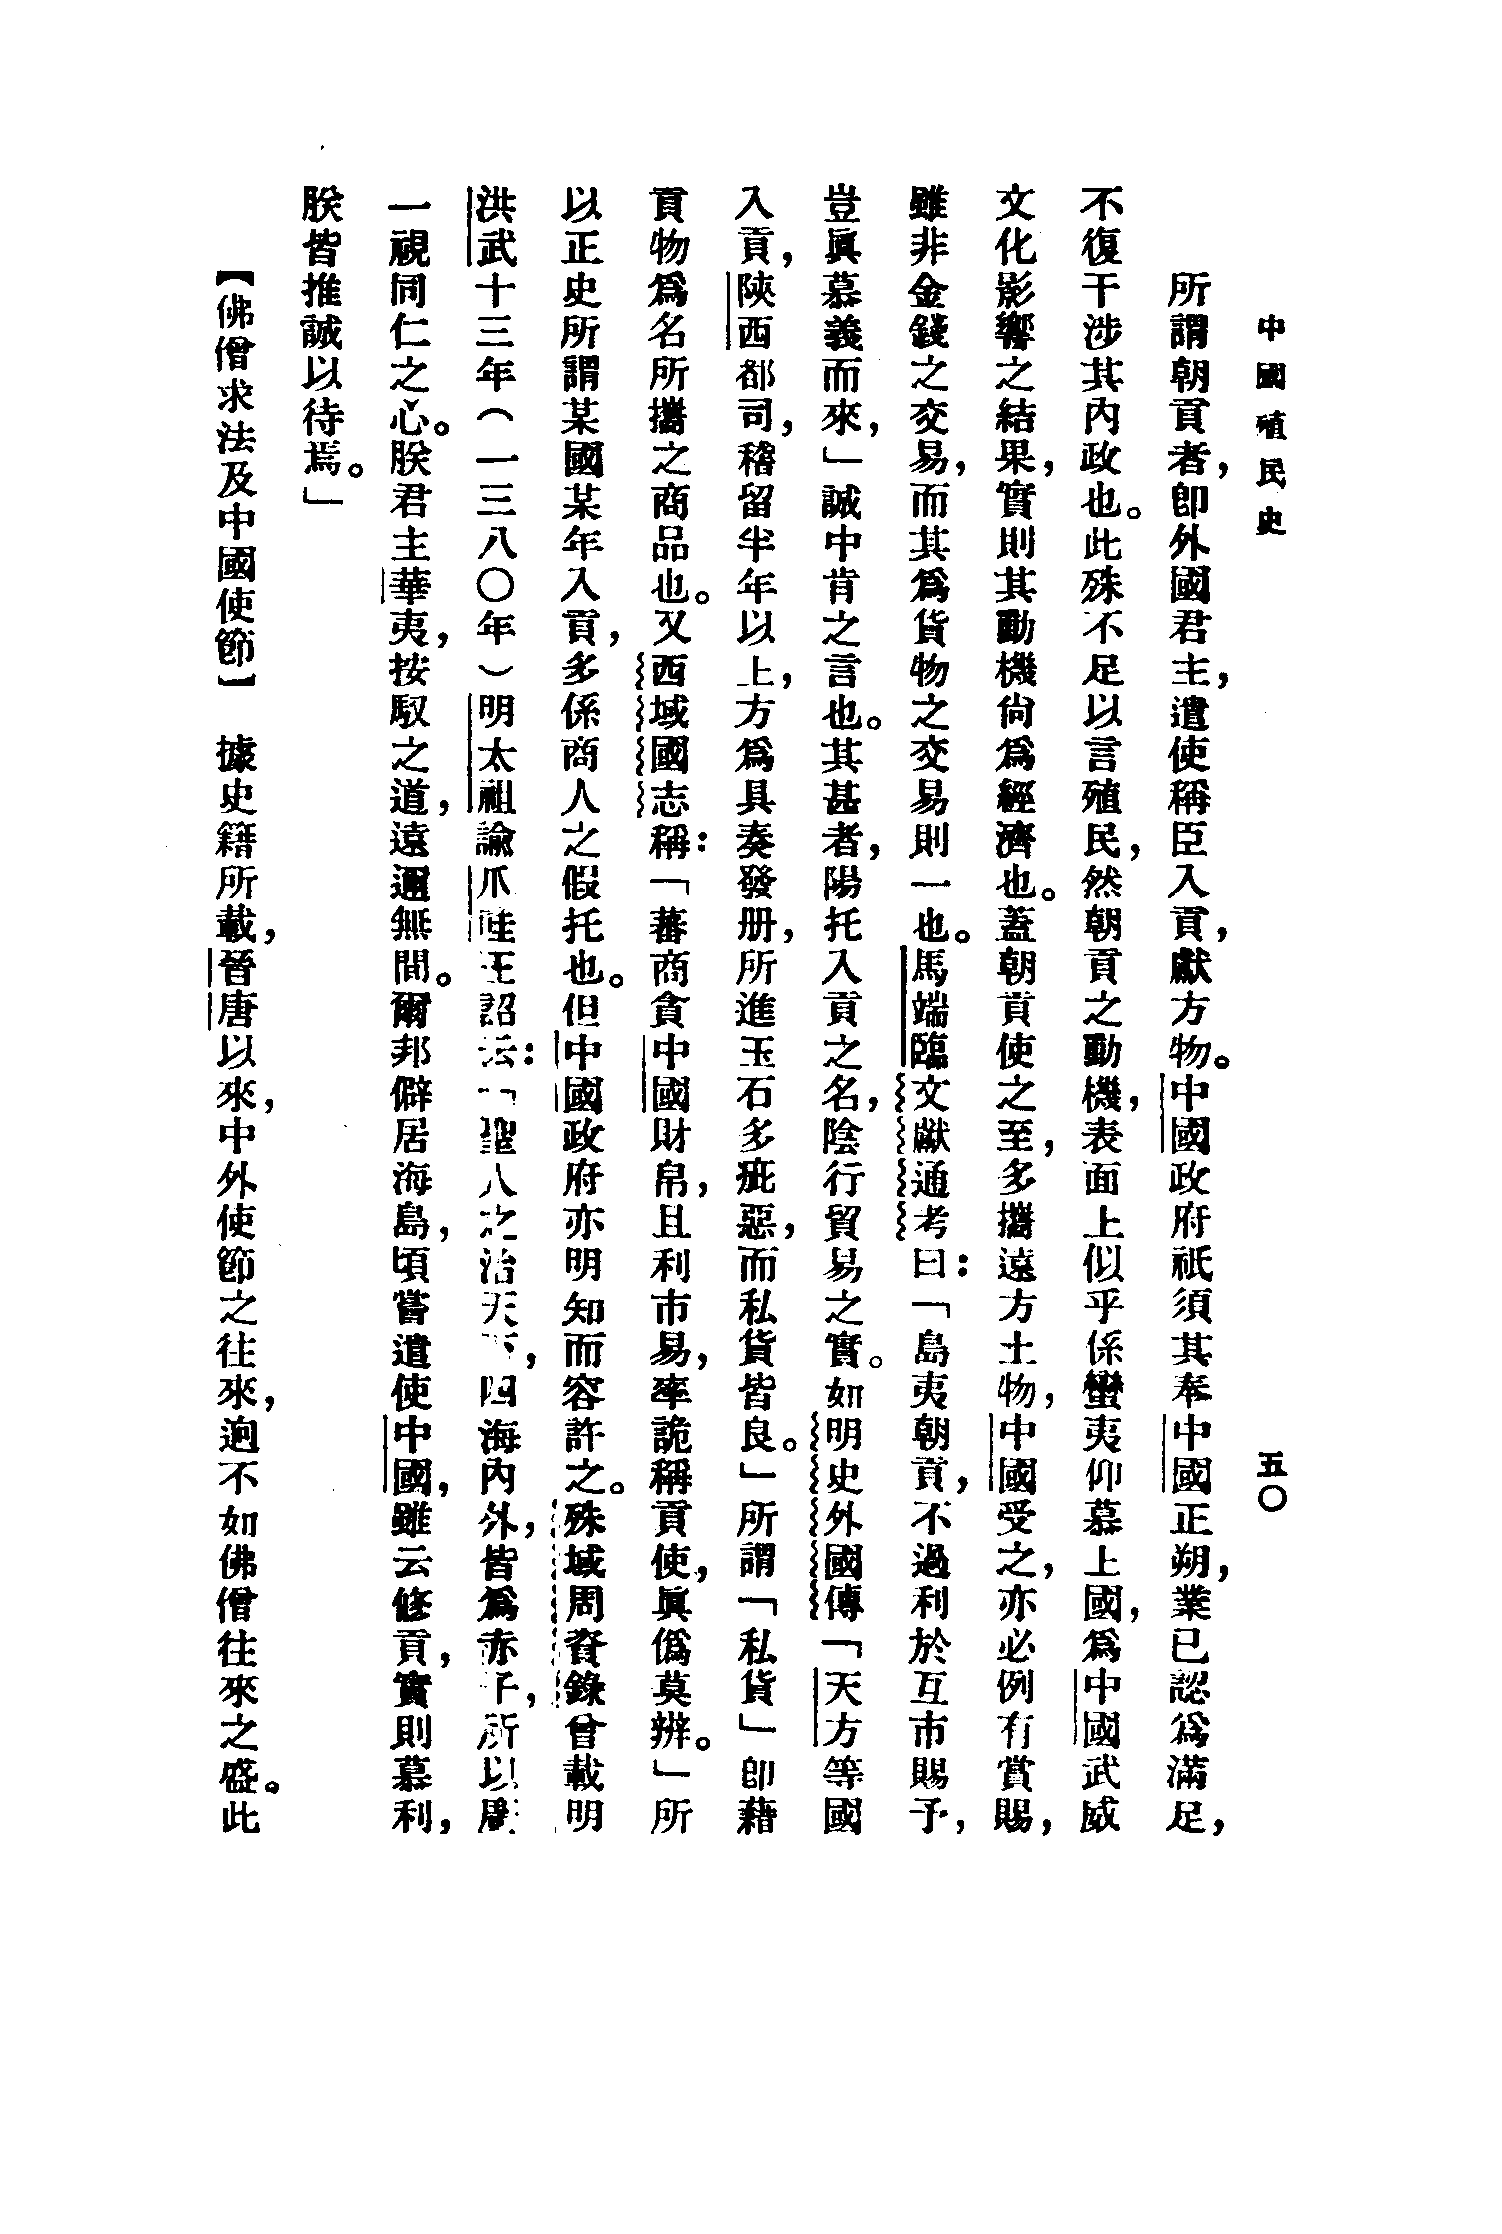 中國殖民史　五〇
所謂朝貢者，卽外國君主，遣使稱臣入貢，獻方物。中國政府祇須其奉中國正朔，業已認爲滿足，
不復干涉其內政也。此殊不足以言殖民，然朝貢之動機，表面上似乎係蠻夷仰慕上國，爲中國武威
文化影響之結果，實則其動機尙爲經濟也。蓋朝貢使之至，多攜遠方土物，中國受之，亦必例有賞賜，
雖非金錢之交易，而其爲貨物之交易則一也。馬端臨文獻通考曰：「島夷朝貢，不過利於互市賜予，
豈眞慕義而來，」誠中肯之言也。其甚者，陽托入貢之名，陰行貿易之實。如明史外國傳「天方等國
入貢，陝西都司，稽留半年以上，方爲具奏發册，所進玉石多疵惡，而私貨皆良。」所謂「私貨」卽藉
貢物爲名所攜之商品也。又西域國志稱：「蕃商貪中國財帛，且利市易，率詭稱貢使，眞僞莫辨。」所
以正史所謂某國某年入貢，多係商人之假托也。但中國政府亦明知而容許之。殊域周咨錄曾載明
洪武十三年（一三八〇年）明太祖諭爪哇王詔云：「聖人之治天下，四海內外，皆爲赤子，所以廣
一視同仁之心。朕君主華夷，按馭之道，遠邇無間。爾邦僻居海島，頃嘗遣使中國，雖云修貢，實則慕利，
朕皆推誠以待焉。」
【佛僧求法及中國使節】　據史籍所載，晉唐以來，中外使節之往來，迥不如佛僧往來之盛。此